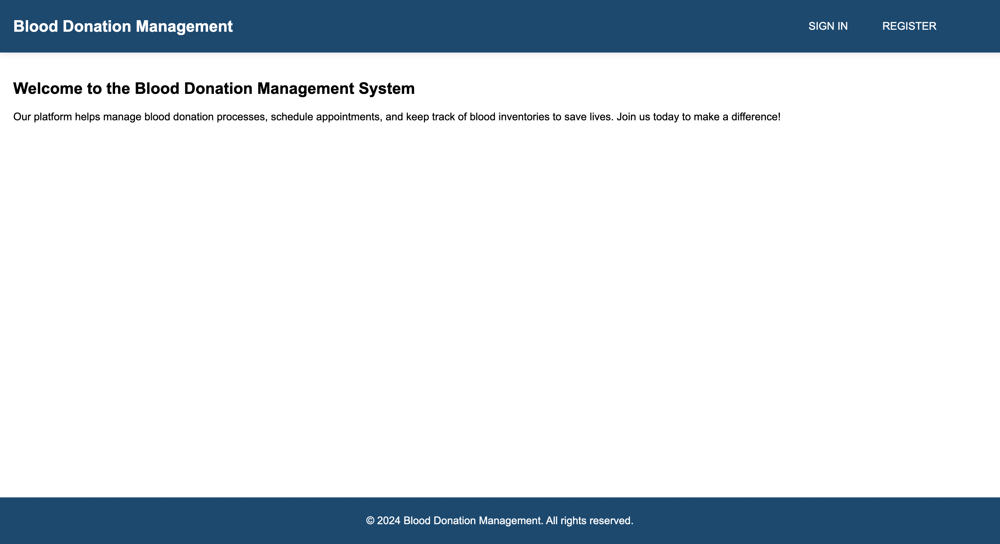 Blood Donation Management
SIGN IN
REGISTER
Welcome to the Blood Donation Management System
Our platform helps manage blood donation processes, schedule appointments, and keep track of blood inventories to save lives. Join us today to make a difference!
© 2024 Blood Donation Management. All rights reserved.